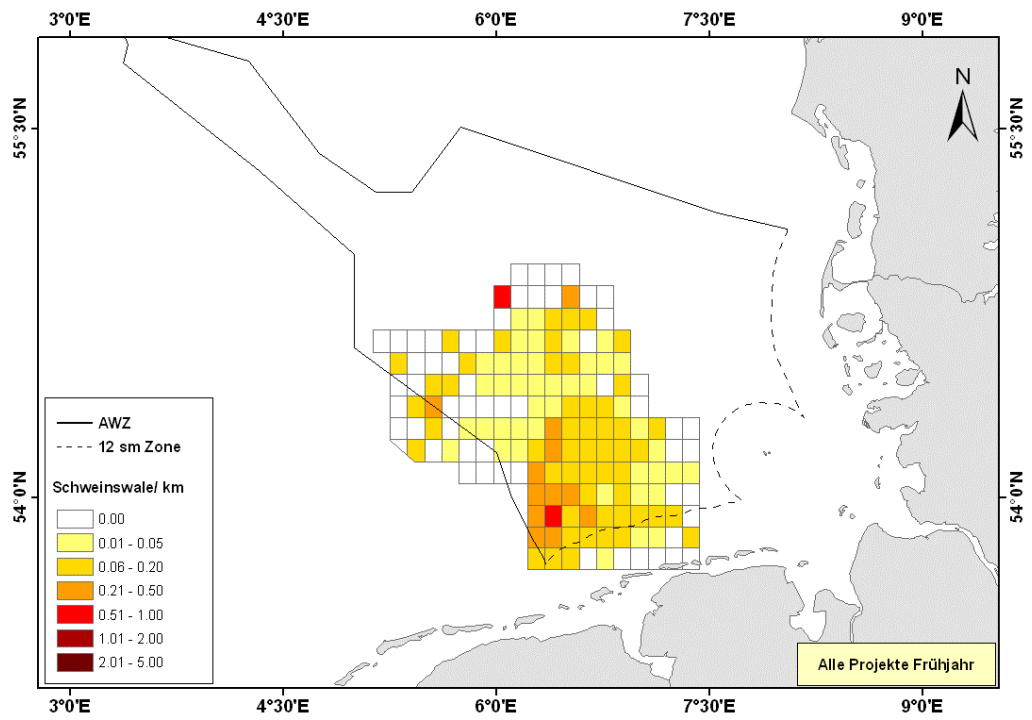 3°0'E 4°30'E 6°0'E 7°30'E 9°0'E
N
55°30'N 55°30'N
AWZ
12 sm Zone
Schweinswale/ km
54°0'N 54°0'N
0.00
0.01 - 0.05
0.06 - 0.20
0.21 - 0.50
0.51 - 1.00
1.01 - 2.00
2.01 - 5.00
Alle Projekte Frühjahr
3°0'E 4°30'E 6°0'E 7°30'E 9°0'E